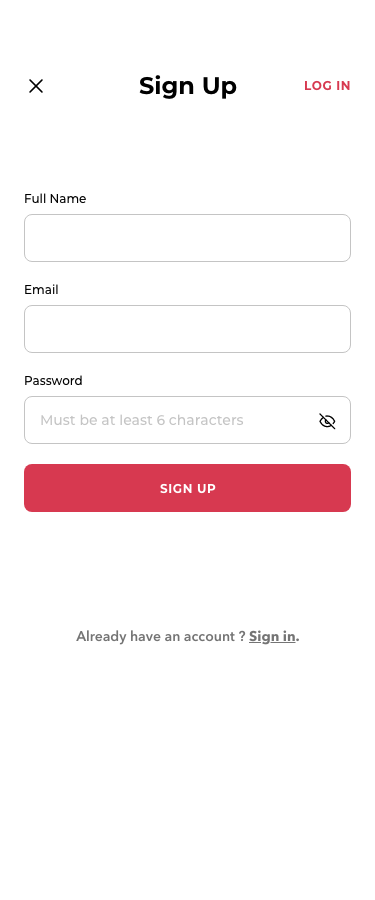 Sign Up
LOG IN
Full Name
Email
Password
Must be at least 6 characters
SIGN UP
Already have an account ? Sign in.